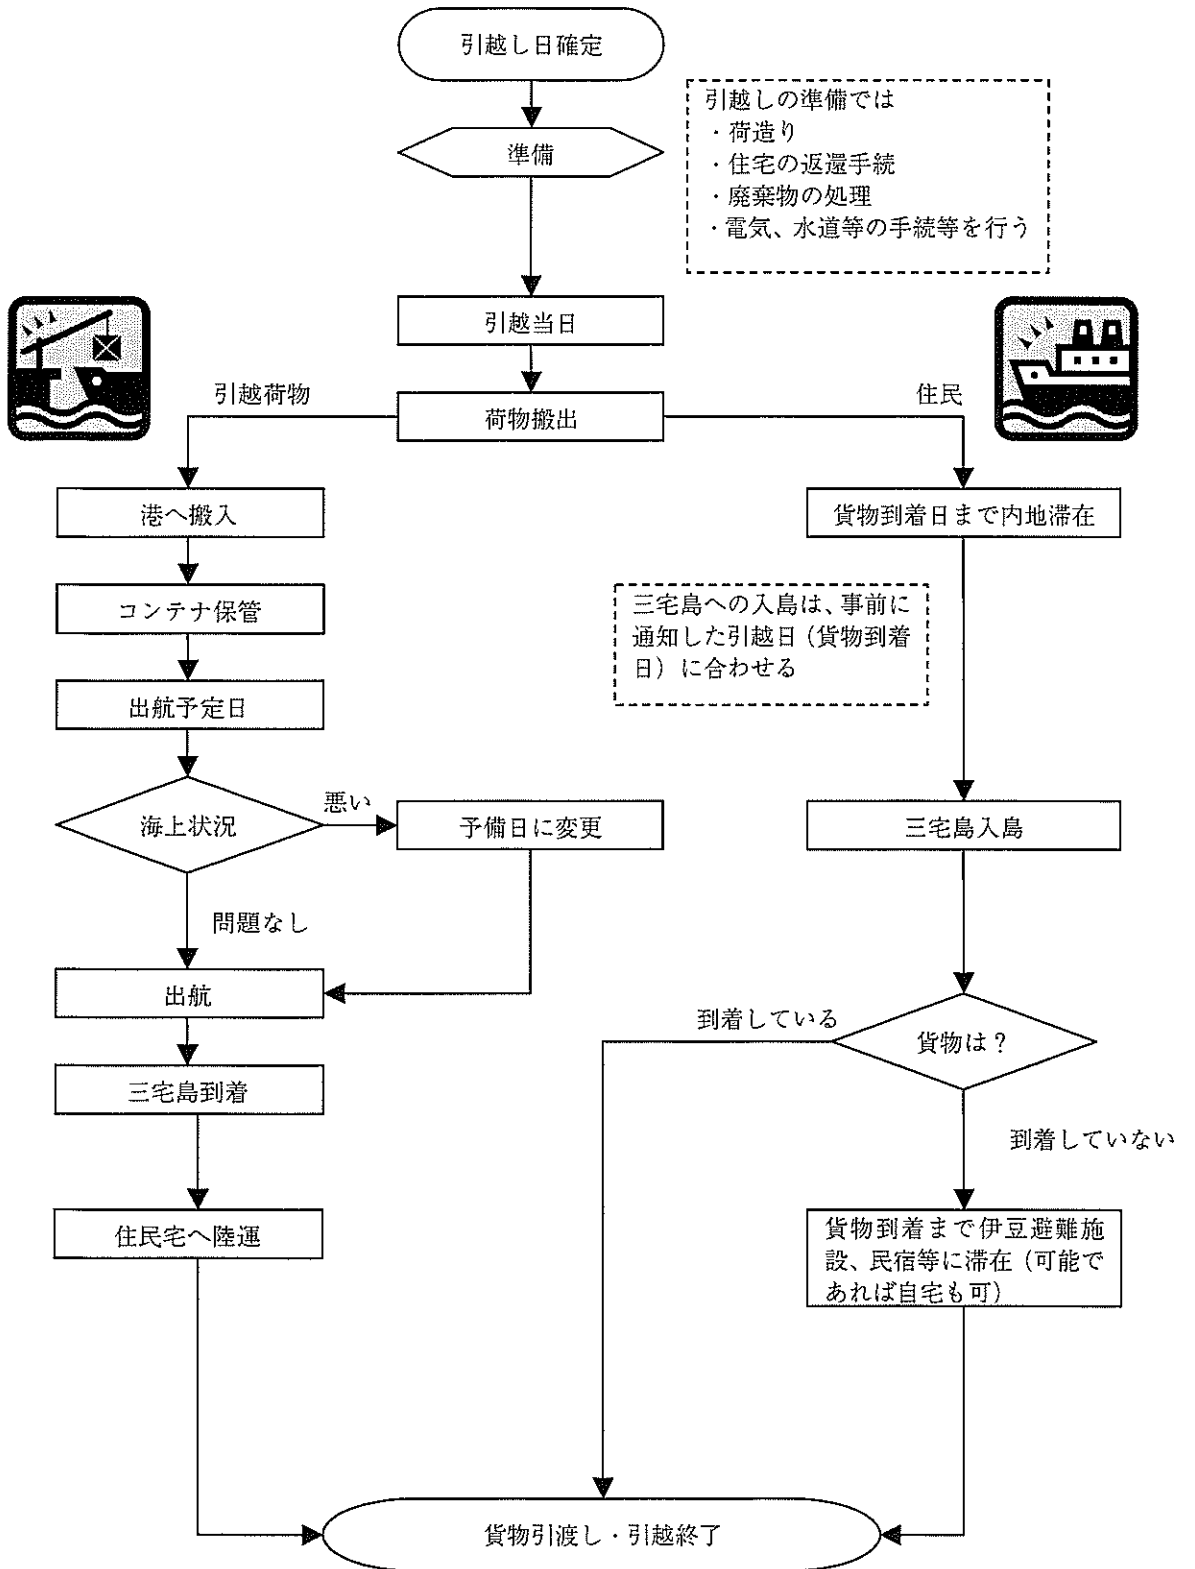 引越し日確定
引越しの準備では
・荷造り
・住宅の返還手続
・廃棄物の処理
・電気、水道等の手続等を行う
準備
引越当日
引越荷物
住民
荷物搬出
港へ搬入
貨物到着日まで内地滞在
コンテナ保管
三宅島への入島は、事前に
通知した引越日（貨物到着
日）に合わせる
出航予定日
海上状況
悪い
予備日に変更
三宅島入島
問題なし
出航
到着している
貨物は？
三宅島到着
到着していない
住民宅へ陸運
貨物到着まで伊豆避難施
設、民宿等に滞在（可能で
あれば自宅も可）
貨物引渡し・引越終了